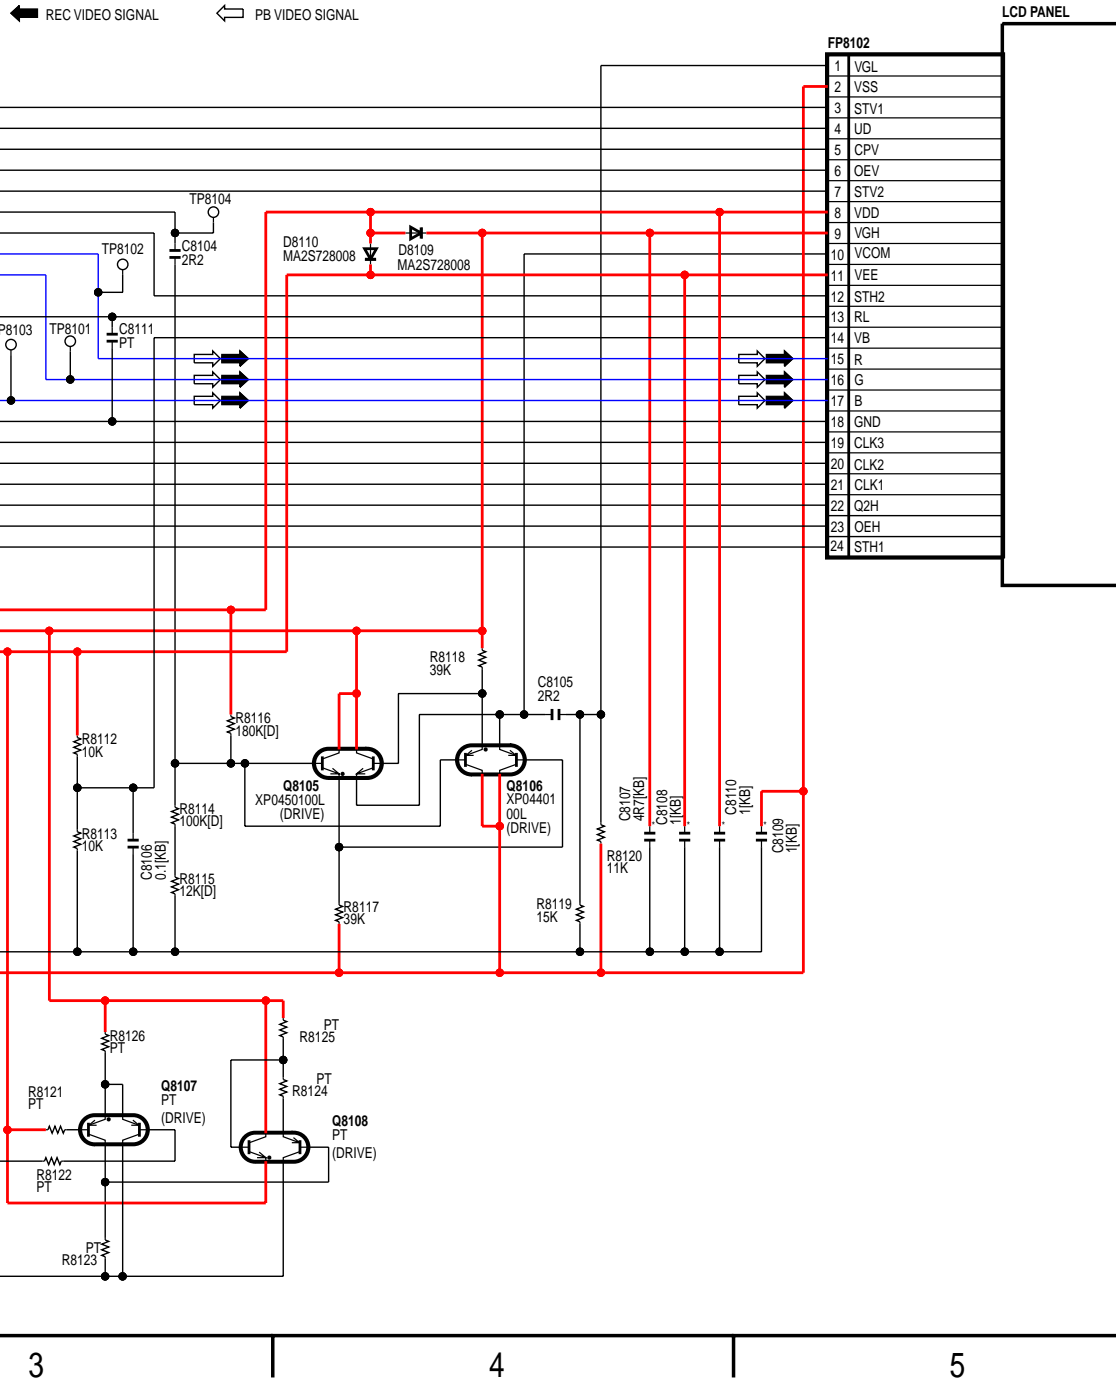 REC VIDEO SIGNAL
PB VIDEO SIGNAL
LCD PANEL
FP8102
1 VGL
2 VSS
3 STV1
4 UD
5 CPV
6 OEV
7 STV2
8 VDD
9 VGH
10 VCOM
11 VEE
12 STH2
13 RL
14 VB
15 R
16 G
17 B
18 GND
19 CLK3
20 CLK2
21 CLK1
22 Q2H
23 OEH
24 STH1
TP8104
TP8102
C8104
2R2
D8110
MA2S728008
D8109
MA2S728008
P8103
TP8101
C8111
PT
R8118
39K
C8105
2R2
R8116
180K[D]
R8112
10K
Q8105
XP0450100L
(DRIVE)
Q8106
XP04401
00L
(DRIVE)
C8107
4R7[KB]
C8108
1[KB]
C8110
1[KB]
C8109
1[KB]
R8113
10K
C8106
0.1[KB]
R8114
100K[D]
R8115
12K[D]
R8120
11K
R8117
39K
R8119
15K
R8126
PT
PT
R8125
PT
R8124
R8121
PT
Q8107
PT
(DRIVE)
Q8108
PT
(DRIVE)
R8122
PT
PT
R8123
3
4
5